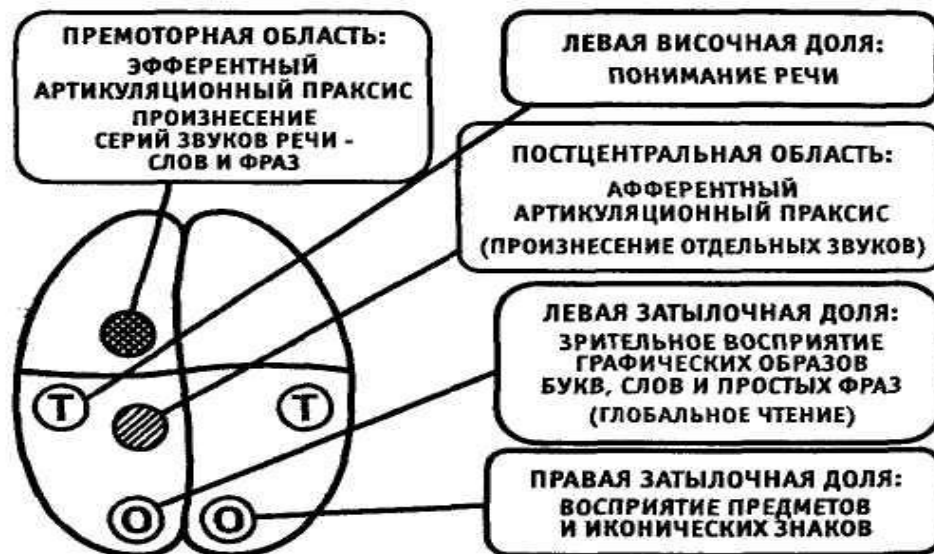 ПРЕМОТОРНАЯ ОБЛАСТЬ:
ЭФФЕРЕНТНЫЙ
АРТИКУЛЯЦИОННЫЙ ПРАКСИС
ПРОИЗНЕСЕНИЕ
СЕРИЙ ЗВУКОВ РЕЧИ -
СЛОВ И ФРАЗ
ЛЕВАЯ ВИСОЧНАЯ ДОЛЯ:
ПОНИМАНИЕ РЕЧИ
ПОСТЦЕНТРАЛЬНАЯ ОБЛАСТЬ:
АФФЕРЕНТНЫЙ
АРТИКУЛЯЦИОННЫЙ ПРАКСИС
(ПРОИЗНЕСЕНИЕ ОТДЕЛЬНЫХ ЗВУКОВ)
ЛЕВАЯ ЗАТЫЛОЧНАЯ ДОЛЯ:
ЗРИТЕЛЬНОЕ ВОСПРИЯТИЕ
ГРАФИЧЕСКИХ ОБРАЗОВ
БУКВ, СЛОВ И ПРОСТЫХ ФРАЗ
(ГЛОБАЛЬНОЕ ЧТЕНИЕ)
ПРАВАЯ ЗАТЫЛОЧНАЯ ДОЛЯ:
ВОСПРИЯТИЕ ПРЕДМЕТОВ
И ИКОНИЧЕСКИХ ЗНАКОВ
Т
Т
О
О